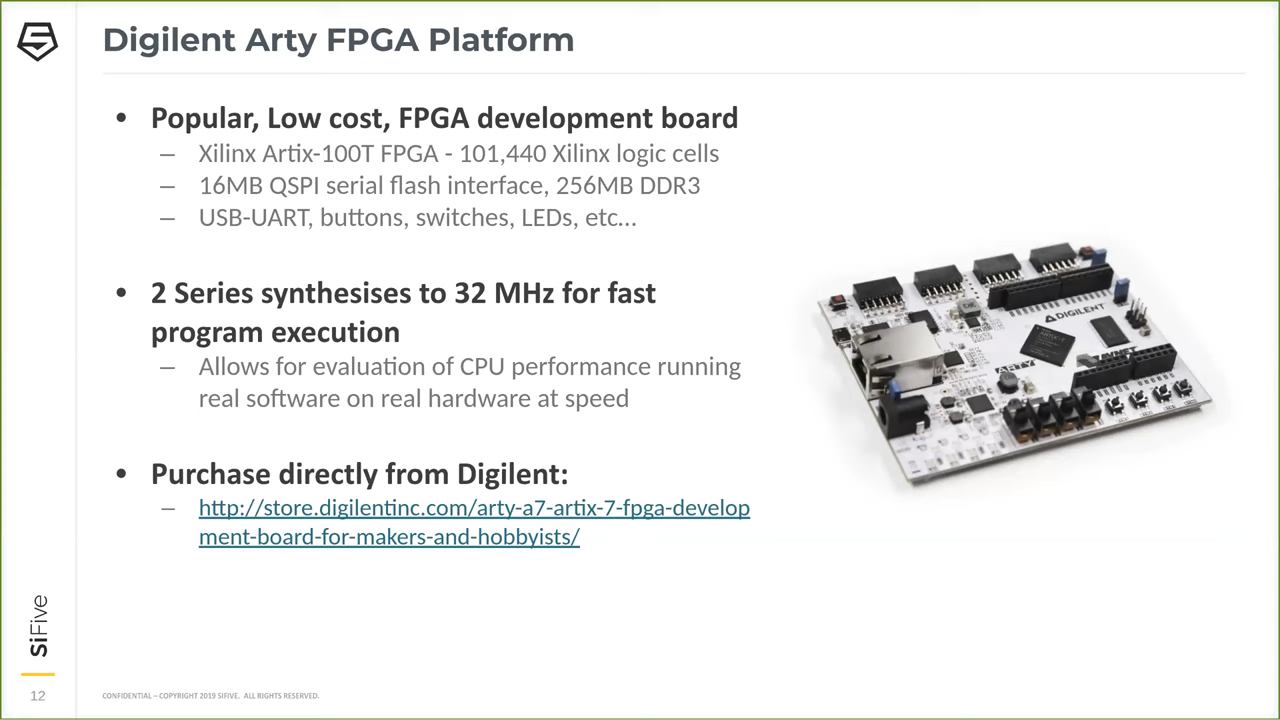 Digilent Arty FPGA Platform
• Popular, Low cost, FPGA development board
– Xilinx Artix-100T FPGA - 101,440 Xilinx logic cells
– 16MB QSPI serial flash interface, 256MB DDR3
– USB-UART, buttons, switches, LEDs, etc...
• 2 Series synthesises to 32 MHz for fast
program execution
– Allows for evaluation of CPU performance running
real software on real hardware at speed
• Purchase directly from Digilent:
– http://store.digilentinc.com/arty-a7-artix-7-fpga-develop
ment-board-for-makers-and-hobbyists/
DIGILENT
ARTY
SiFive
12
CONFIDENTIAL – COPYRIGHT 2019 SIFIVE. ALL RIGHTS RESERVED.